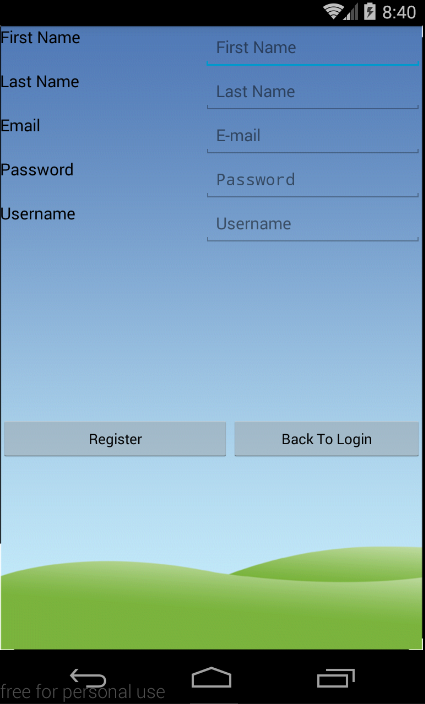 8:40
First Name First Name
Last Name Last Name
Email E-mail
Password Password
Username Username
Register Back To Login
free for personal use